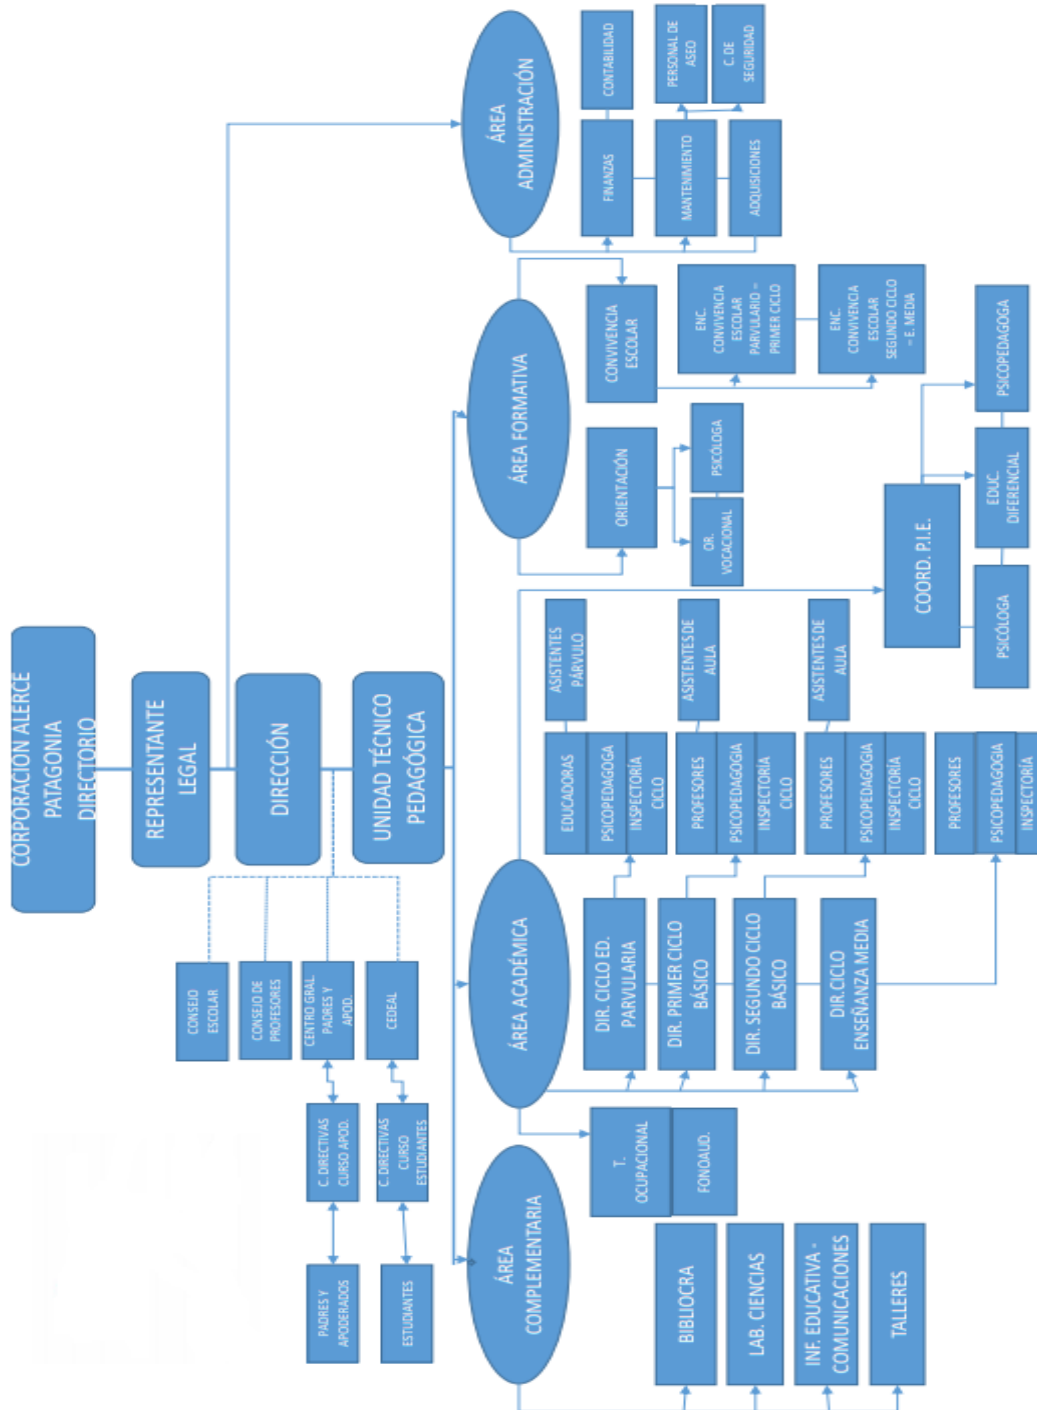 CORPORACIÓN ALERCE
PATAGONIA
DIRECTORIO
REPRESENTANTE
LEGAL
DIRECCIÓN
UNIDAD TÉCNICO
PEDAGÓGICA
CONSEJO
ESCOLAR
CONSEJO DE
PROFESORES
CENTRO GRAL.
PADRES Y
APOD.
CEDEAL
C. DIRECTIVAS
CURSO APOD.
C. DIRECTIVAS
CURSO
ESTUDIANTES
PADRES Y
APODERADOS
ESTUDIANTES
ÁREA
COMPLEMENTARIA
ÁREA ACADÉMICA
ÁREA FORMATIVA
ÁREA
ADMINISTRACIÓN
BIBLIOCRA
LAB. CIENCIAS
INF. EDUCATIVA -
COMUNICACIONES
TALLERES
T.
OCUPACIONAL
FONOAUD.
DIR. CICLO ED.
PARVULARIA
DIR. PRIMER CICLO
BÁSICO
DIR. SEGUNDO CICLO
BÁSICO
DIR.CICLO
ENSEÑANZA MEDIA
EDUCADORAS
PSICOPEDAGOGA
INSPECTORÍA
CICLO
ASISTENTES
PÁRVULO
PROFESORES
PSICOPEDAGOGIA
INSPECTORÍA
CICLO
ASISTENTES DE
AULA
PROFESORES
PSICOPEDAGOGIA
INSPECTORÍA
CICLO
ASISTENTES DE
AULA
PROFESORES
PSICOPEDAGOGIA
INSPECTORÍA
COORD. P.I.E.
PSICÓLOGA
EDUC.
DIFERENCIAL
PSICOPEDAGOGA
ORIENTACIÓN
OR.
VOCACIONAL
PSICÓLOGA
CONVIVENCIA
ESCOLAR
ENC.
CONVIVENCIA
ESCOLAR
PARVULARIO –
PRIMER CICLO
ENC.
CONVIVENCIA
ESCOLAR
SEGUNDO CICLO
– E. MEDIA
FINANZAS
CONTABILIDAD
MANTENIMIENTO
PERSONAL DE
ASEO
C. DE
SEGURIDAD
ADQUISICIONES